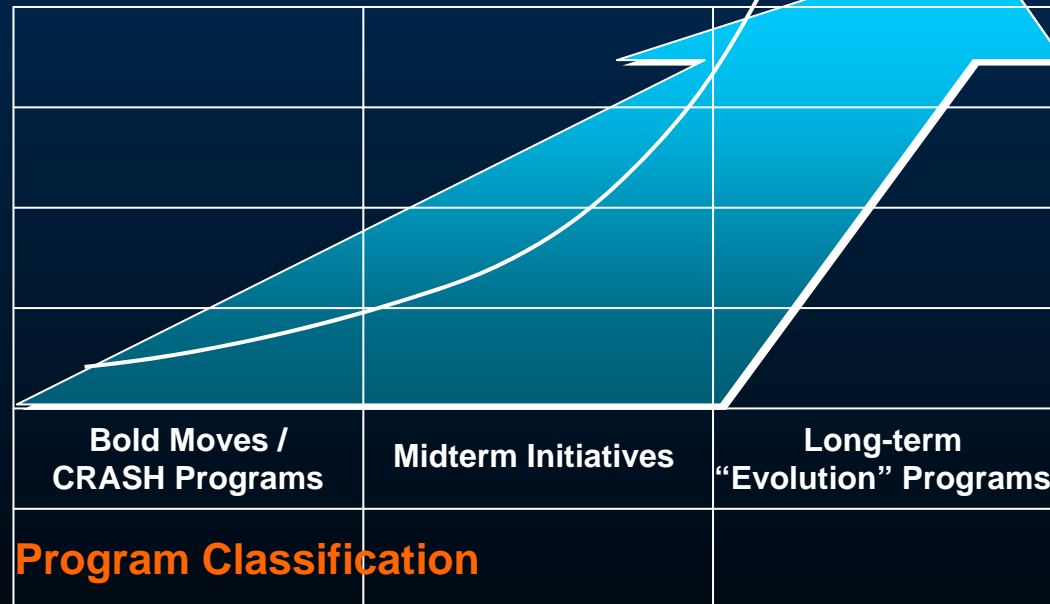 Bold Moves /
CRASH Programs
Midterm Initiatives
Long-term
“Evolution” Programs
Program Classification